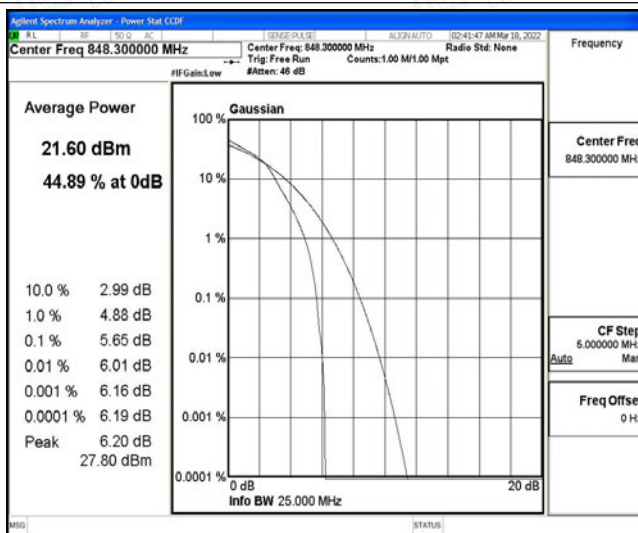 Agilent Spectrum Analyzer - Power Stat CCDF
RL RF 50 Ω AC SENSE:PULSE ALIGNAUTO 02:41:47 AM Mar 18, 2022
Center Freq 848.300000 MHz
Center Freq: 848.300000 MHz Radio Std: None
Trig: Free Run Counts:1.00 M/1.00 Mpt
#IFGain:Low #Atten: 46 dB
Frequency
Average Power
21.60 dBm
44.89 % at 0dB
10.0 % 2.99 dB
1.0 % 4.88 dB
0.1 % 5.65 dB
0.01 % 6.01 dB
0.001 % 6.16 dB
0.0001 % 6.19 dB
Peak 6.20 dB
27.80 dBm
Gaussian
100 %
10 %
1 %
0.1 %
0.01 %
0.001 %
0.0001 %
0 dB 20 dB
Info BW 25.000 MHz
Center Freq
848.300000 MHz
CF Step
5.000000 MHz
Auto Man
Freq Offset
0 Hz
MSG STATUS